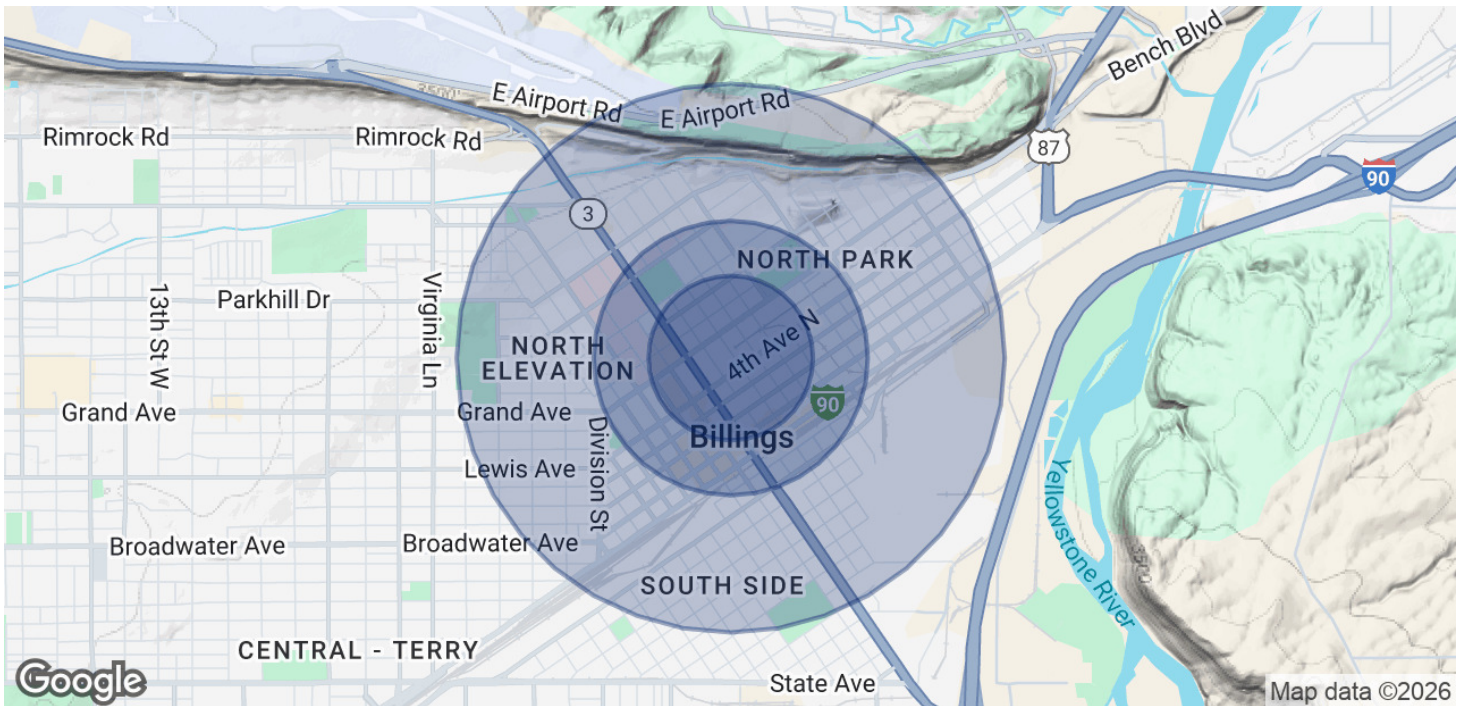 Bench Blvd
E Airport Rd
E Airport Rd
Rimrock Rd
Rimrock Rd
87
90
3
3500
NORTH PARK
13th St W
Parkhill Dr
Virginia Ln
4th Ave N
NORTH
ELEVATION
90
Grand Ave
Grand Ave
Division St
Billings
Lewis Ave
Yellowstone River
Broadwater Ave
Broadwater Ave
3500
SOUTH SIDE
CENTRAL - TERRY
State Ave
Google
Map data ©2026